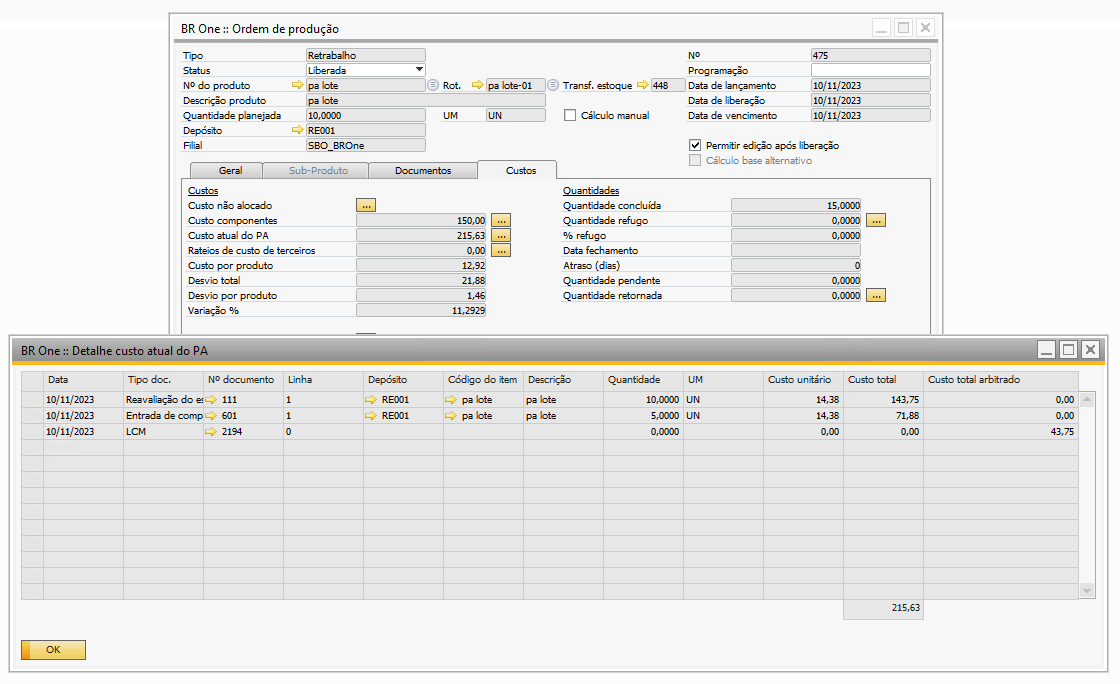 BR One :: Ordem de produção
Tipo Retrabalho Nº 475
Status Liberada Programação
Nº do produto pa lote Rot. pa lote-01 Transf. estoque 448 Data de lançamento 10/11/2023
Descrição produto pa lote Data de liberação 10/11/2023
Quantidade planejada 10,0000 UM UN Cálculo manual Data de vencimento 10/11/2023
Depósito RE001
Filial SBO_BROne Permitir edição após liberação
Cálculo base alternativo
Geral Sub-Produto Documentos Custos
Custos Quantidades
Custo não alocado ... Quantidade concluída 15,0000
Custo componentes 150,00 ... Quantidade refugo 0,0000 ...
Custo atual do PA 215,63 ... % refugo 0,0000
Rateios de custo de terceiros 0,00 ... Data fechamento
Custo por produto 12,92 Atraso (dias) 0
Desvio total 21,88 Quantidade pendente 0,0000
Desvio por produto 1,46 Quantidade retornada 0,0000 ...
Variação % 11,2929
BR One :: Detalhe custo atual do PA
Data Tipo doc. Nº documento Linha Depósito Código do item Descrição Quantidade UM Custo unitário Custo total Custo total arbitrado
10/11/2023 Reavaliação do es 111 1 RE001 pa lote pa lote 10,0000 UN 14,38 143,75 0,00
10/11/2023 Entrada de comp 601 1 RE001 pa lote pa lote 5,0000 UN 14,38 71,88 0,00
10/11/2023 LCM 2194 0 0,0000 0,00 0,00 43,75
215,63
OK